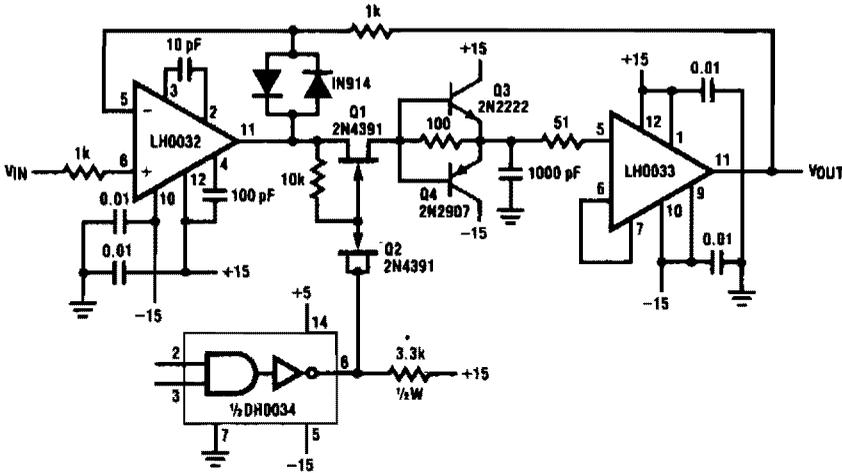 1k
10 pF
+15
3
2
IN914
Q3
2N2222
+15
0.01
5
−
LH0032
11
Q1
2N4391
100
51
5
12
1
LH0033
11
VOUT
VIN
1k
6
+
12
4
10
100 pF
10k
Q4
2N2907
−15
1000 pF
6
7
10
9
0.01
0.01
0.01
+15
−15
Q2
2N4391
−15
+5
14
2
3
6
½DH0034
3.3k
½W
+15
7
5
−15